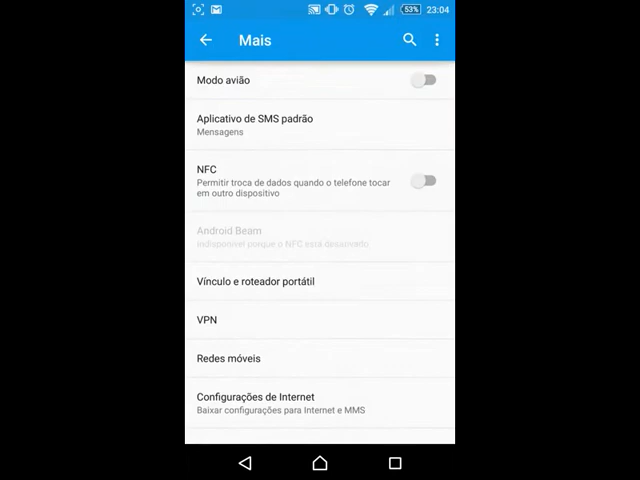 53% 23:04
Mais
Modo avião
Aplicativo de SMS padrão
Mensagens
NFC
Permitir troca de dados quando o telefone tocar
em outro dispositivo
Android Beam
Indisponível porque o NFC está desativado
Vínculo e roteador portátil
VPN
Redes móveis
Configurações de Internet
Baixar configurações para Internet e MMS